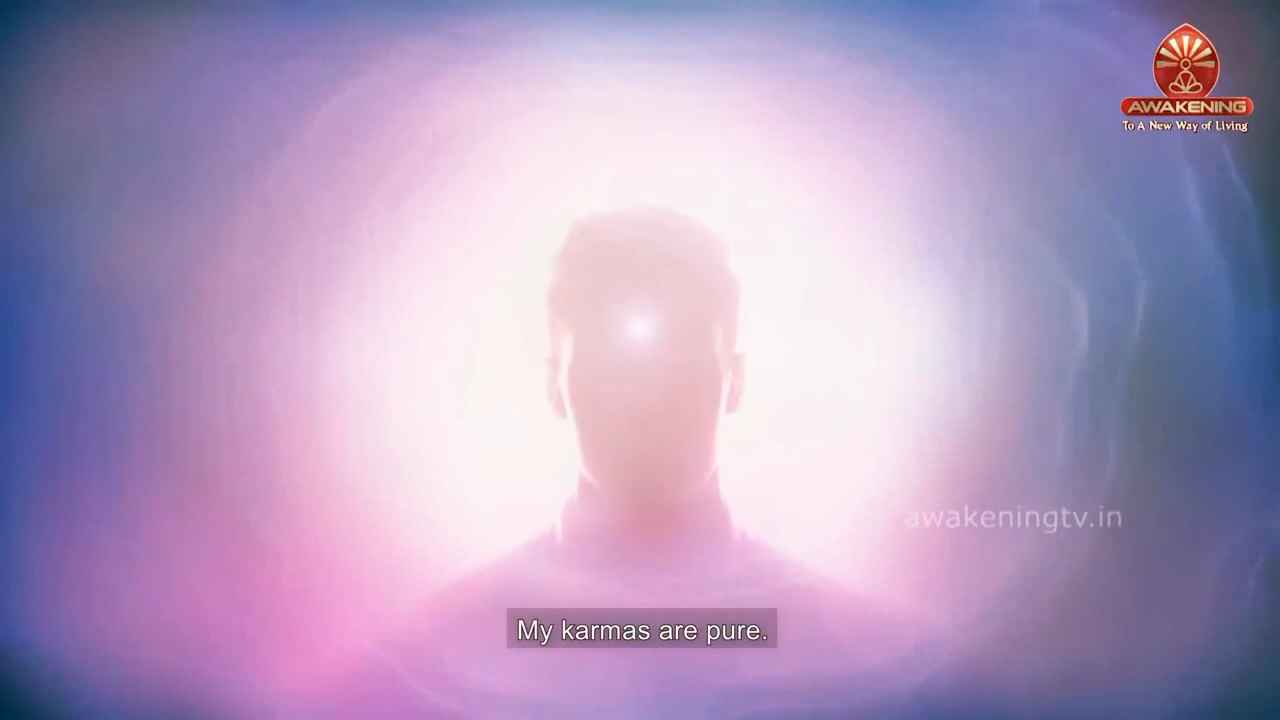 AWAKENING
To A New Way of Living
awakeningtv.in
My karmas are pure.